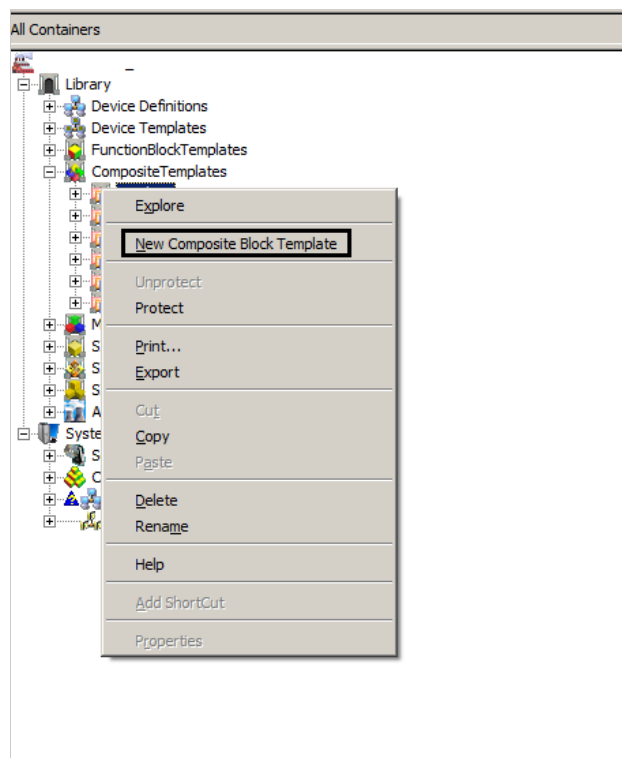 All Containers
Library
Device Definitions
Device Templates
FunctionBlockTemplates
CompositeTemplates
Explore
New Composite Block Template
Unprotect
Protect
M
Print...
S
Export
S
S
A
Cut
Syste
Copy
S
Paste
C
Delete
Rename
Help
Add ShortCut
Properties